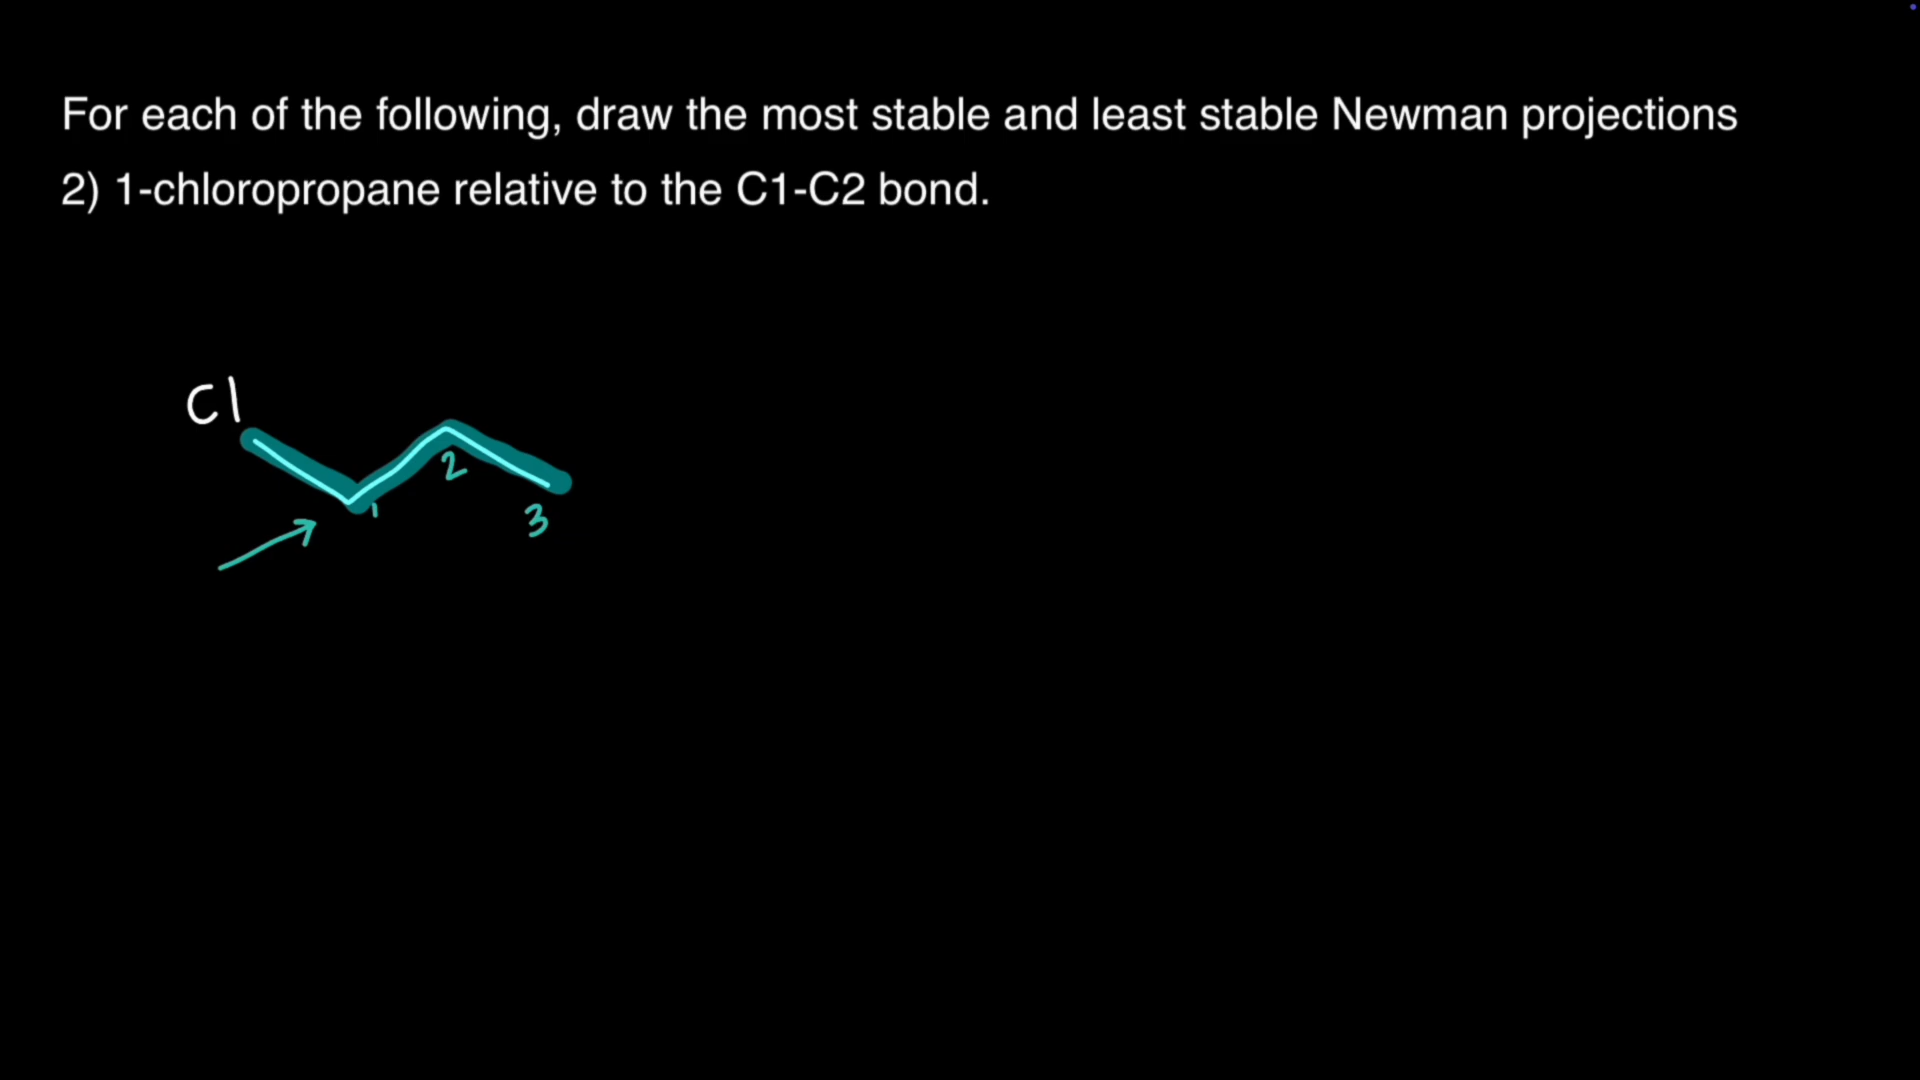 For each of the following, draw the most stable and least stable Newman projections
2) 1-chloropropane relative to the C1-C2 bond.
Cl
2
1
3